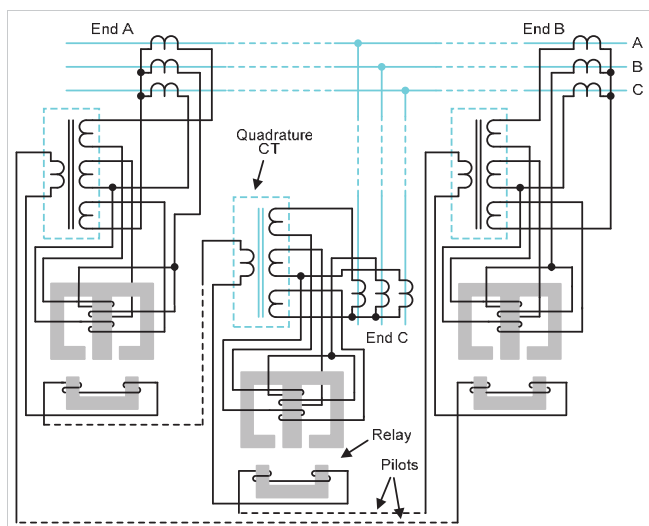 End A
End B
A
B
C
Quadrature
CT
End C
Relay
Pilots